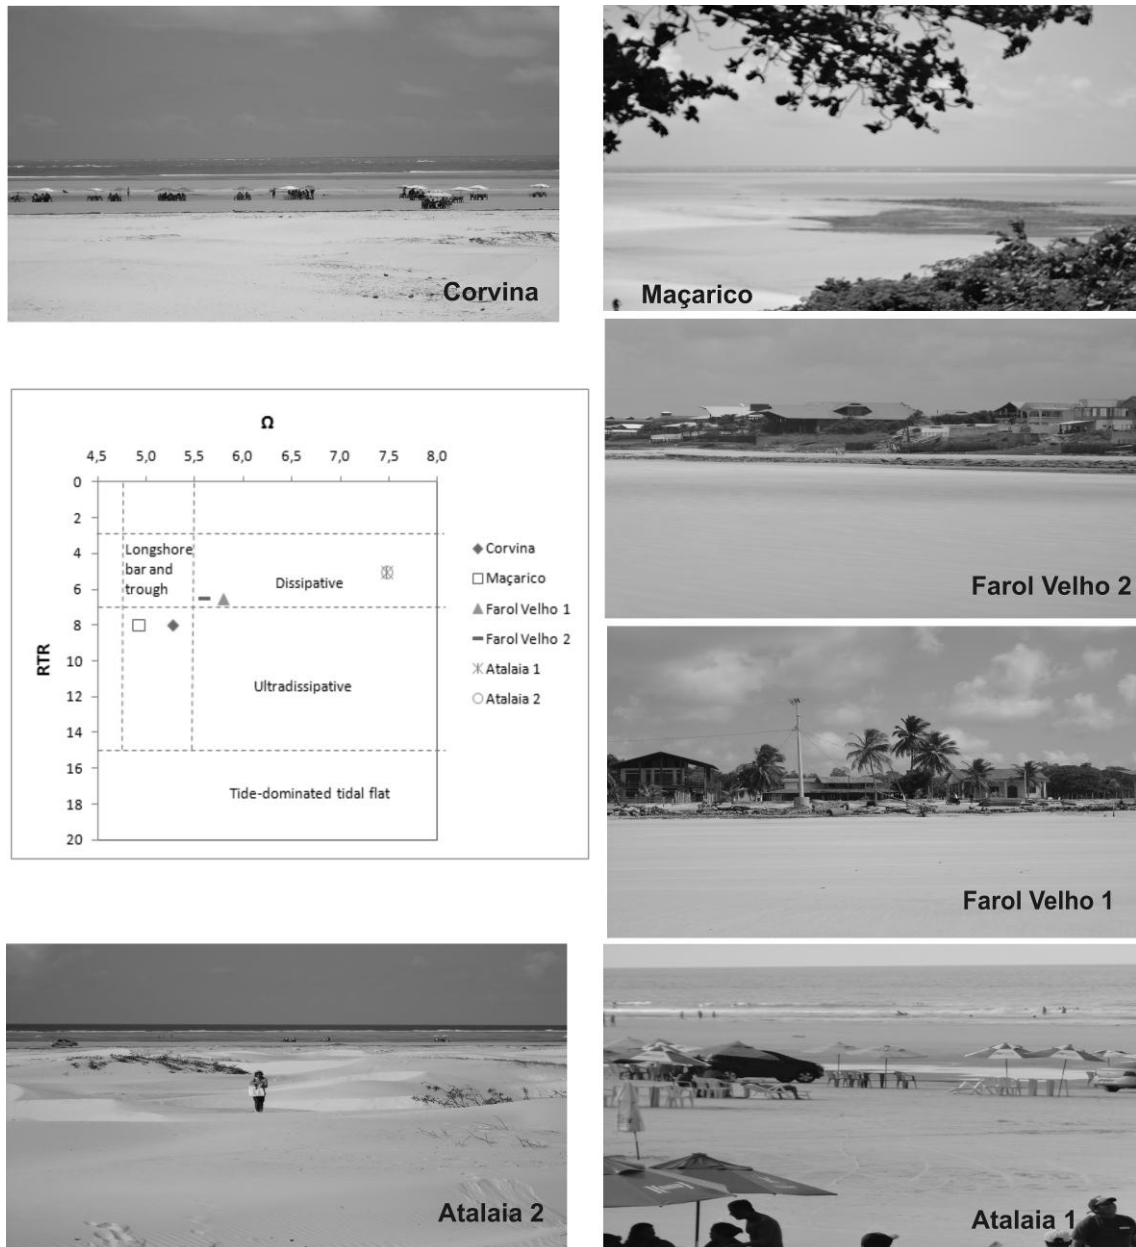 Corvina
Maçarico
Farol Velho 2
Ω
4,5 5,0 5,5 6,0 6,5 7,0 7,5 8,0
RTR
0
2
4
6
8
10
12
14
16
18
20
Longshore
bar and
trough
Dissipative
Ultradissipative
Tide-dominated tidal flat
Corvina
Maçarico
Farol Velho 1
Farol Velho 2
Atalaia 1
Atalaia 2
Farol Velho 1
Atalaia 2
Atalaia 1